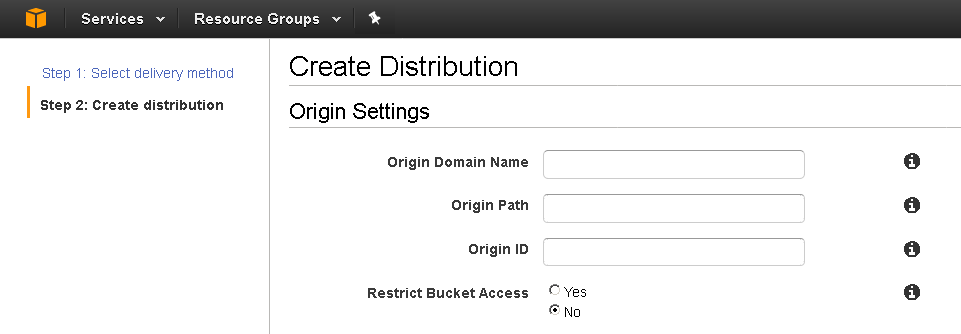 Services Resource Groups
Step 1: Select delivery method
Step 2: Create distribution
Create Distribution
Origin Settings
Origin Domain Name
Origin Path
Origin ID
Restrict Bucket Access Yes
No